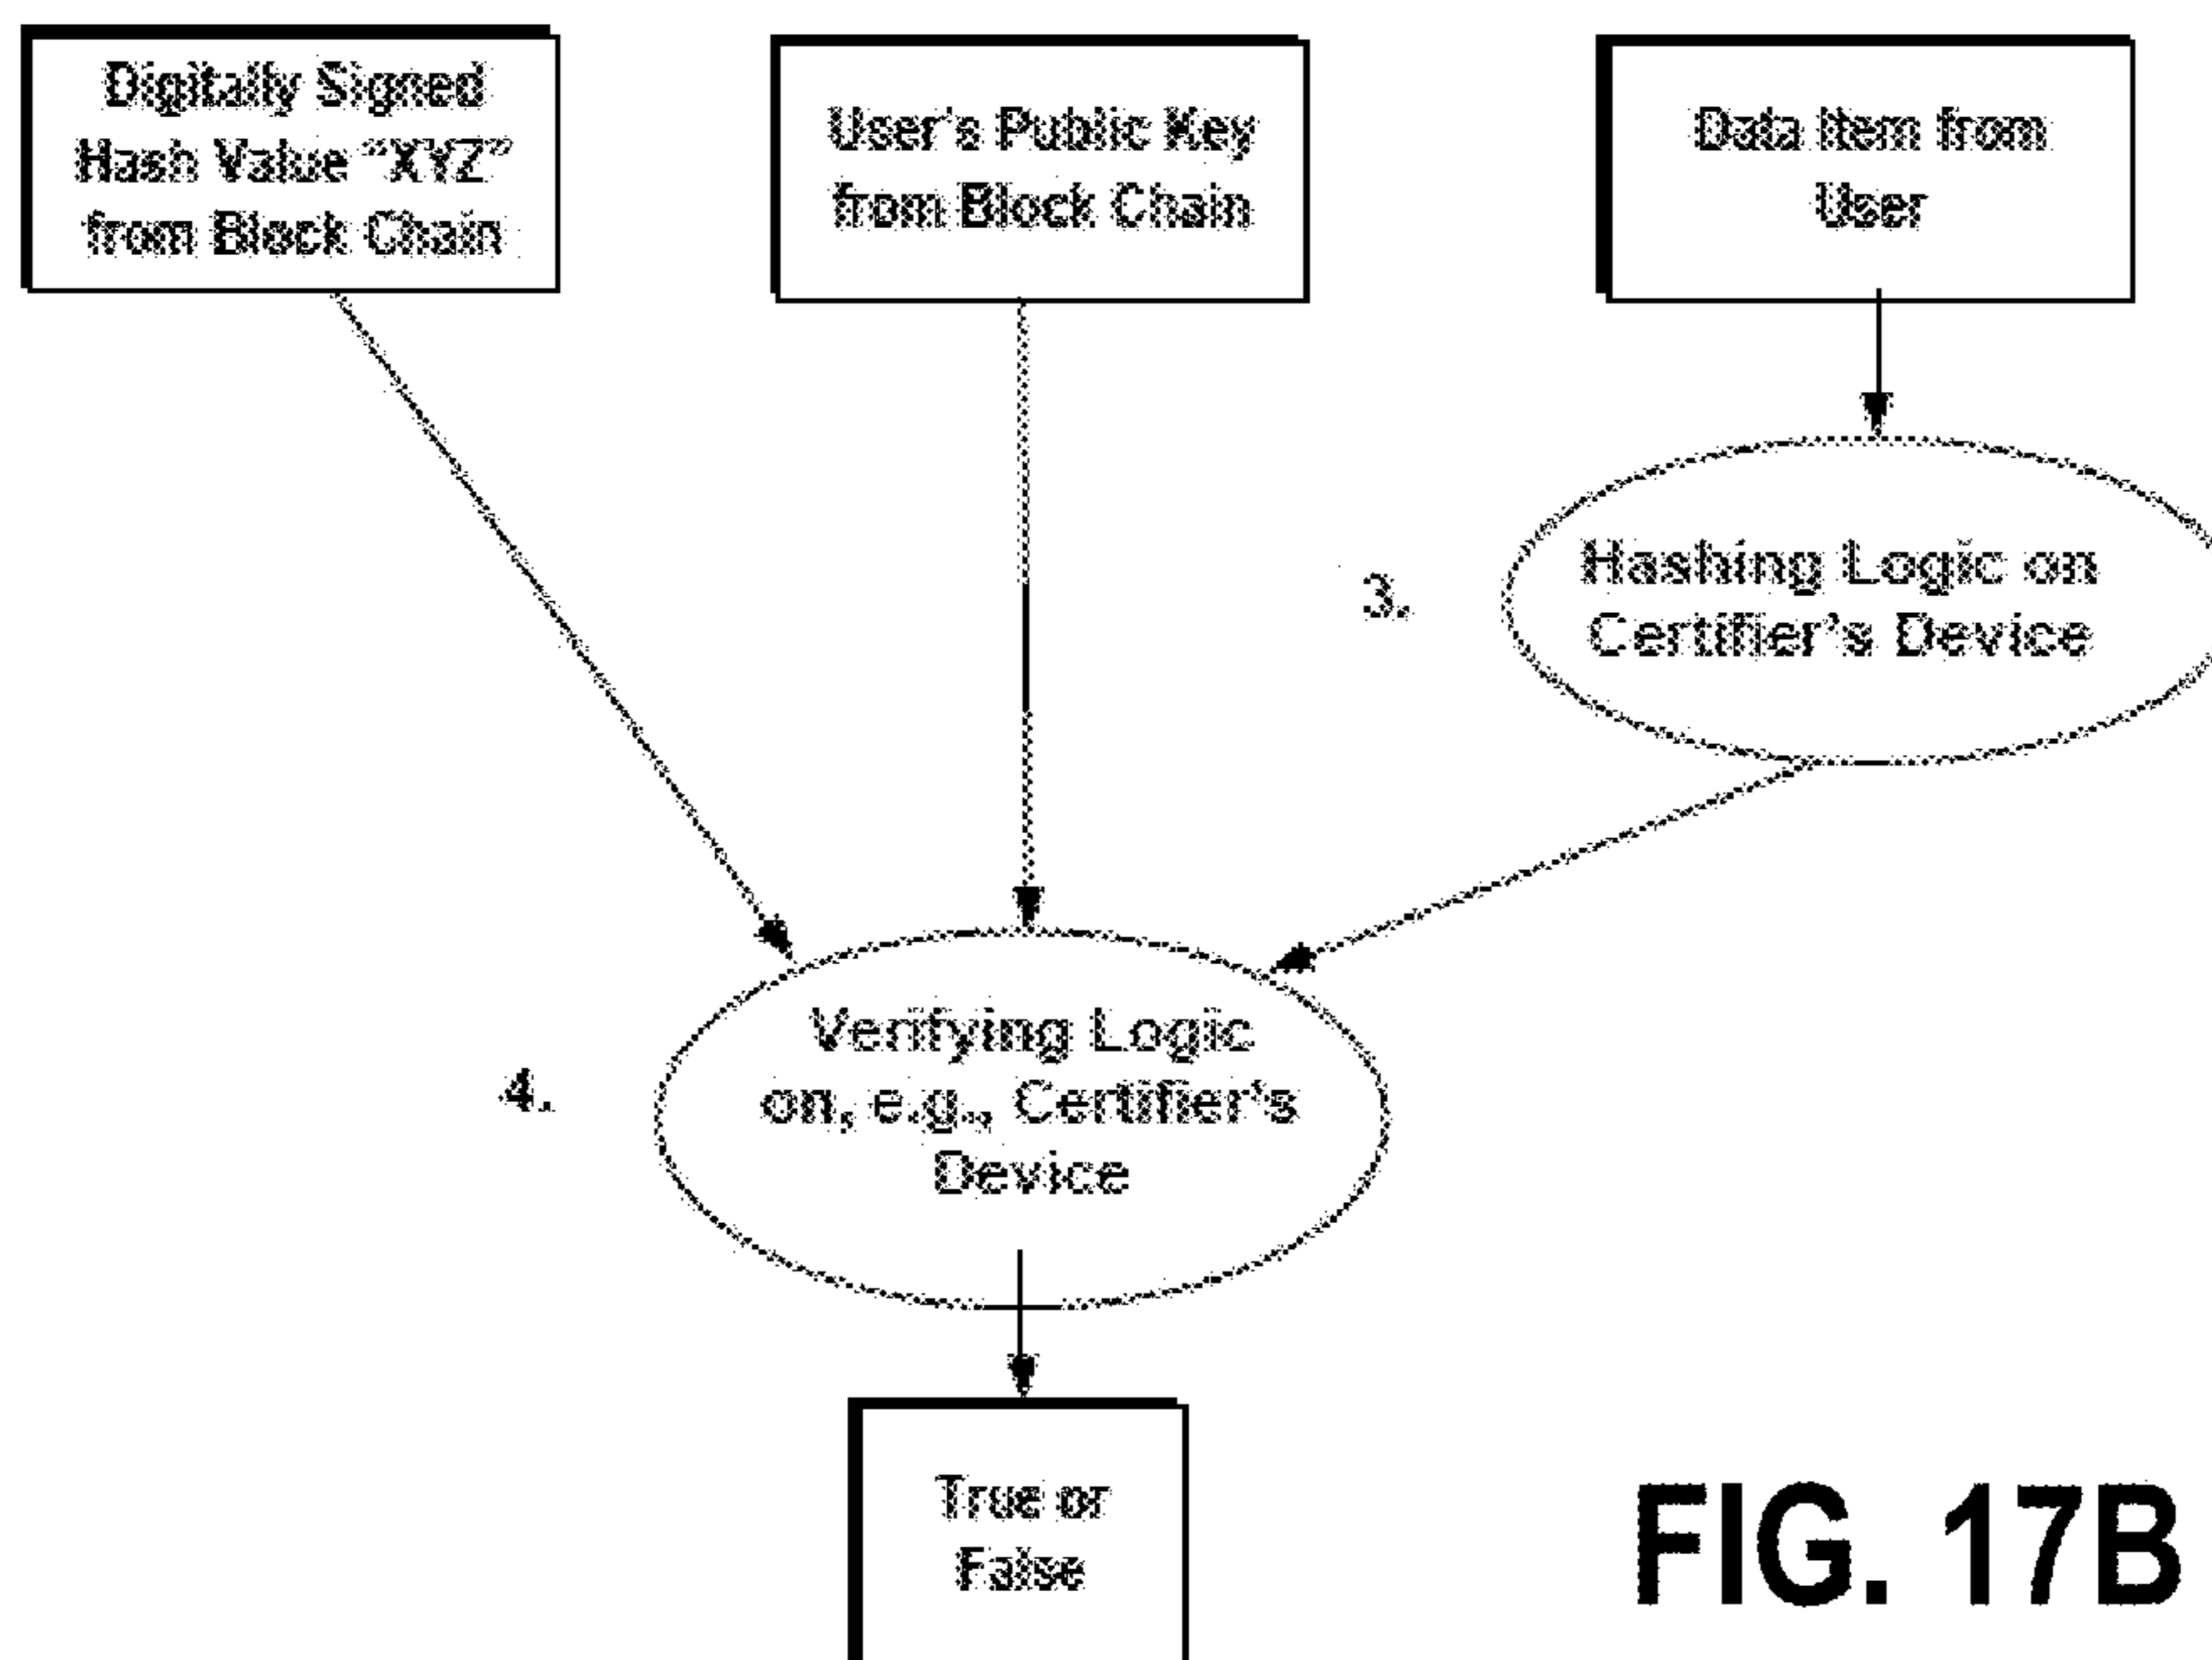 Digitally Signed
Hash Value "XYZ"
from Block Chain
User's Public Key
from Block Chain
Data Item from
User
3.
Hashing Logic on
Certifier's Device
4.
Verifying Logic
on, e.g., Certifier's
Device
True or
False
FIG. 17B